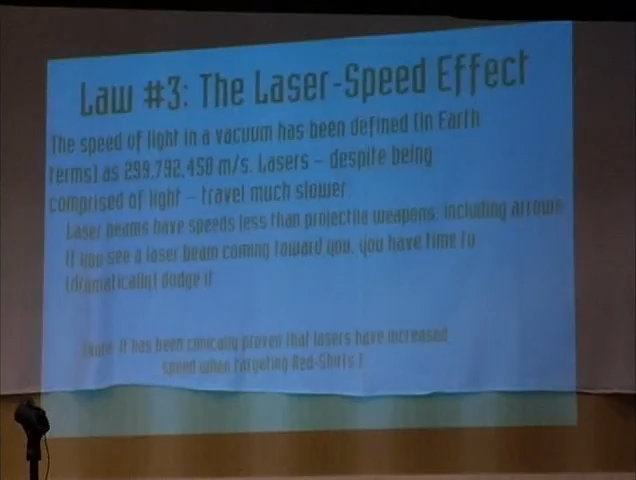 Law #3: The Laser-Speed Effect
The speed of light in a vacuum has been defined (in Earth
terms) as 299,792,458 m/s. Lasers – despite being
comprised of light – travel much slower.
Laser beams have speeds less than projectile weapons, including arrows
If you see a laser beam coming toward you, you have time to
(dramatically) dodge it
(Note: It has been clinically proven that lasers have increased
speed when targeting Red-Shirts.)